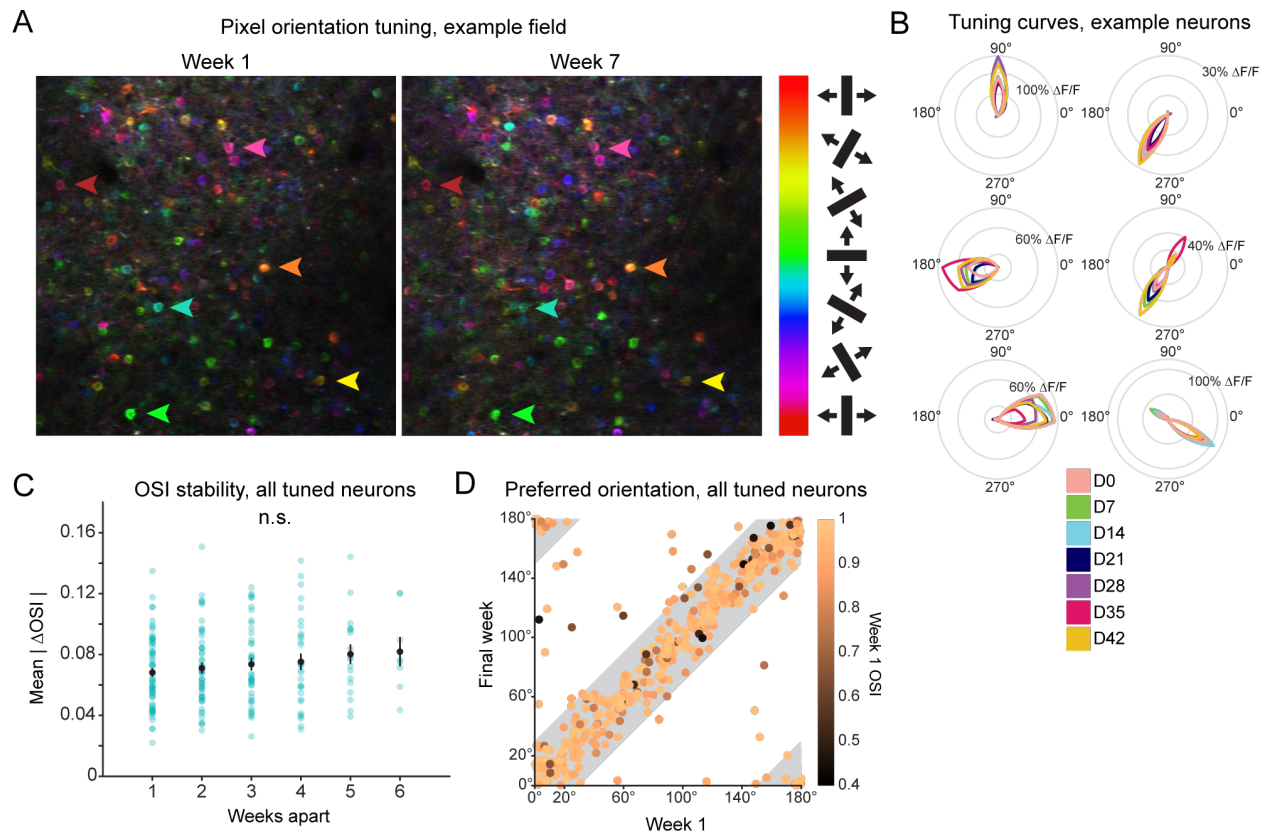 A
Pixel orientation tuning, example field
Week 1
Week 7
B
Tuning curves, example neurons
90°
100% ΔF/F
180°
0°
270°
90°
30% ΔF/F
180°
0°
270°
90°
60% ΔF/F
180°
0°
270°
90°
40% ΔF/F
180°
0°
270°
90°
60% ΔF/F
180°
0°
270°
90°
100% ΔF/F
180°
0°
270°
D0
D7
D14
D21
D28
D35
D42
C
OSI stability, all tuned neurons
n.s.
Mean | ΔOSI |
0.16
0.12
0.08
0.04
0
1 2 3 4 5 6
Weeks apart
D
Preferred orientation, all tuned neurons
Final week
180°
140°
100°
60°
20°
0°
0° 20° 60° 100° 140° 180°
Week 1
1
0.9
0.8
0.7
0.6
0.5
0.4
Week 1 OSI